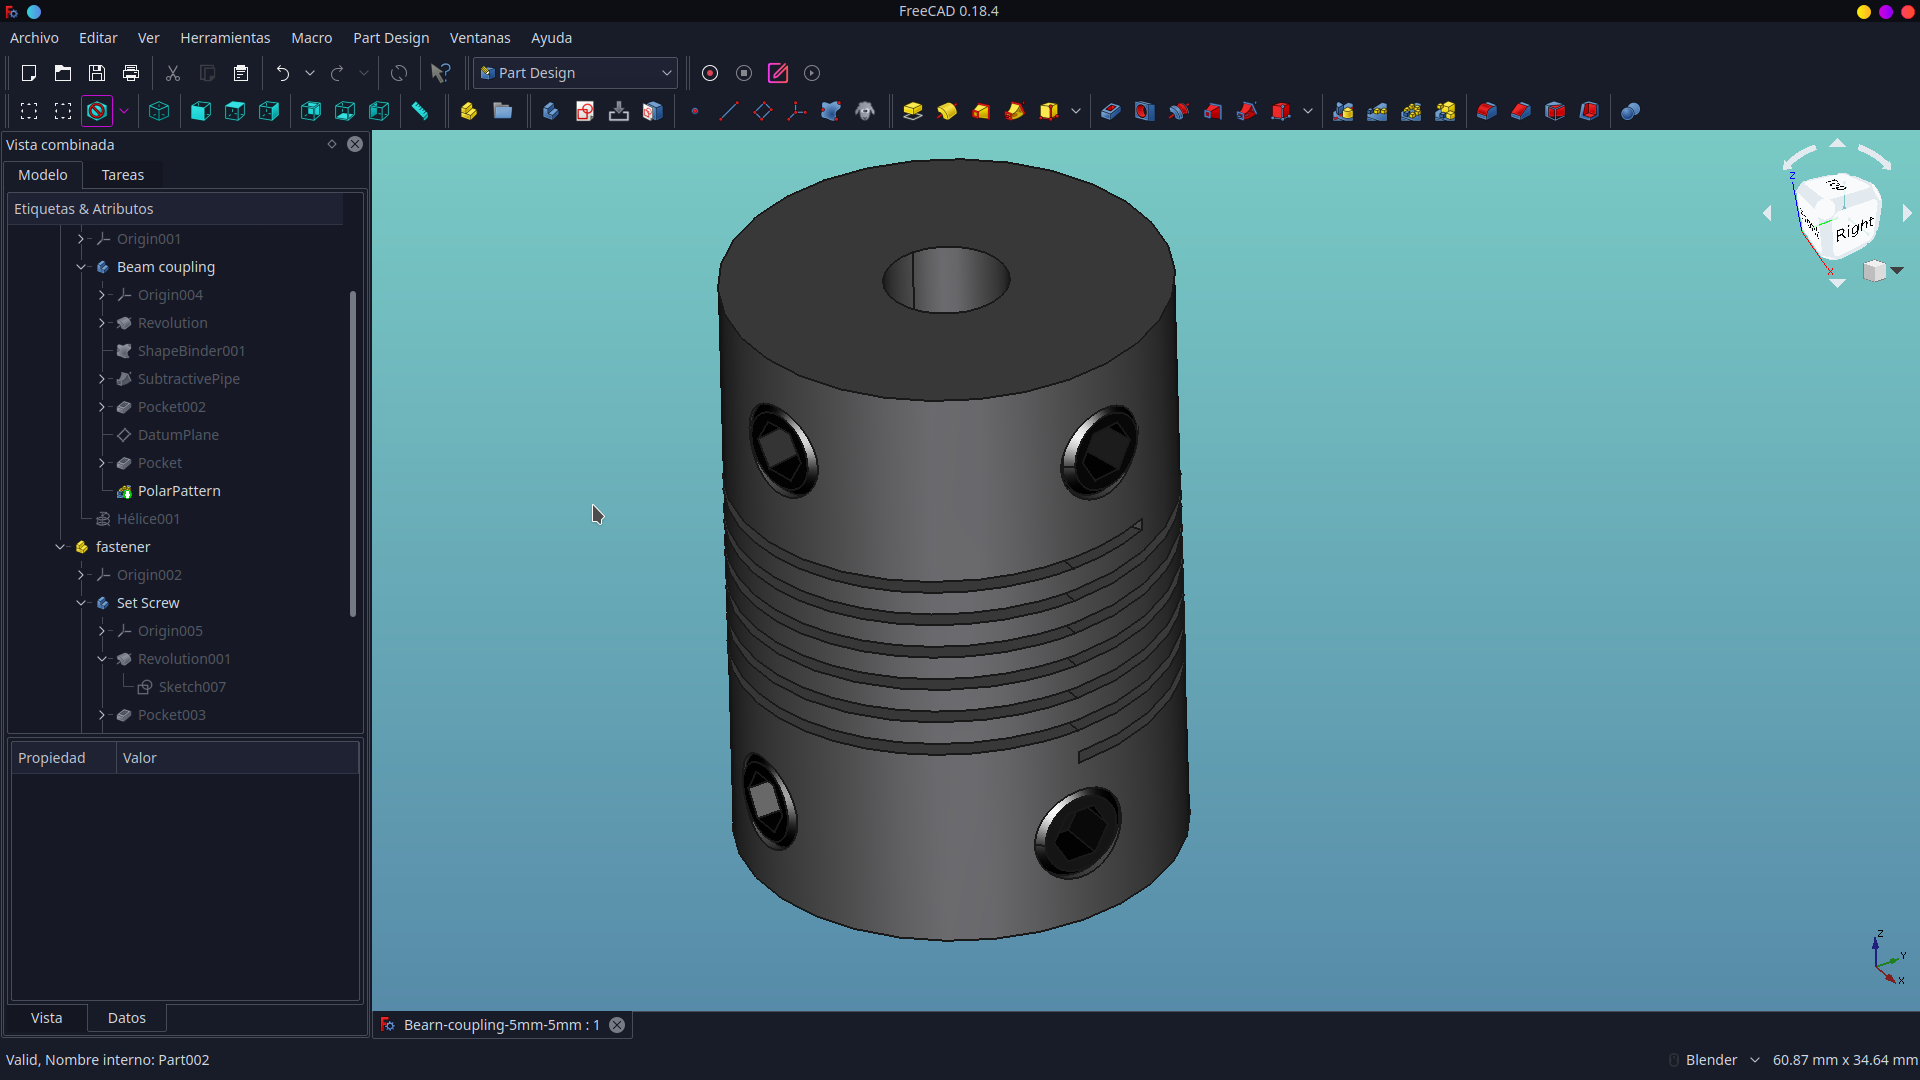 FreeCAD 0.18.4
Archivo Editar Ver Herramientas Macro Part Design Ventanas Ayuda
Part Design
Vista combinada
Modelo Tareas
Etiquetas & Atributos
Origin001
Beam coupling
Origin004
Revolution
ShapeBinder001
SubtractivePipe
Pocket002
DatumPlane
Pocket
PolarPattern
Hélice001
fastener
Origin002
Set Screw
Origin005
Revolution001
Sketch007
Pocket003
Propiedad Valor
Vista Datos
Z
Right
X
Z
Y
X
Bearn-coupling-5mm-5mm : 1
Valid, Nombre interno: Part002
Blender 60.87 mm x 34.64 mm